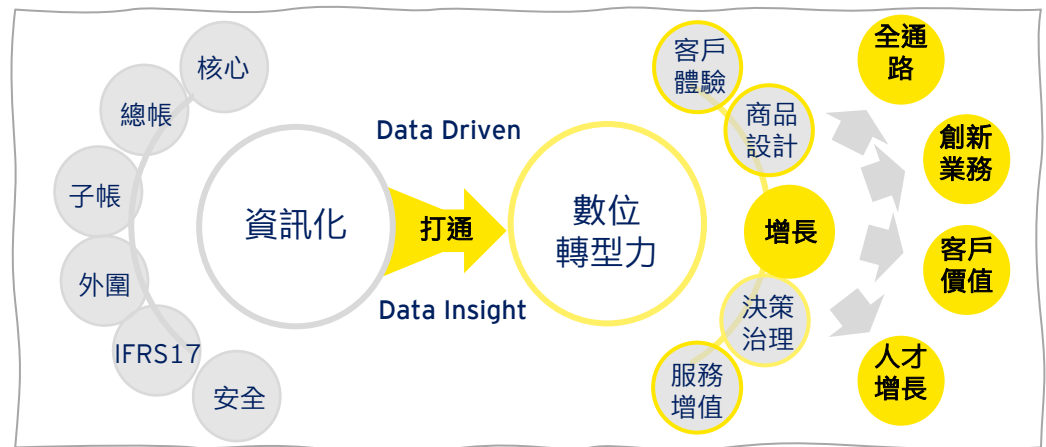 核心
總帳
子帳
外圍
IFRS17
安全
資訊化
Data Driven
打通
Data Insight
數位
轉型力
客戶
體驗
商品
設計
增長
決策
治理
服務
增值
全通
路
創新
業務
客戶
價值
人才
增長